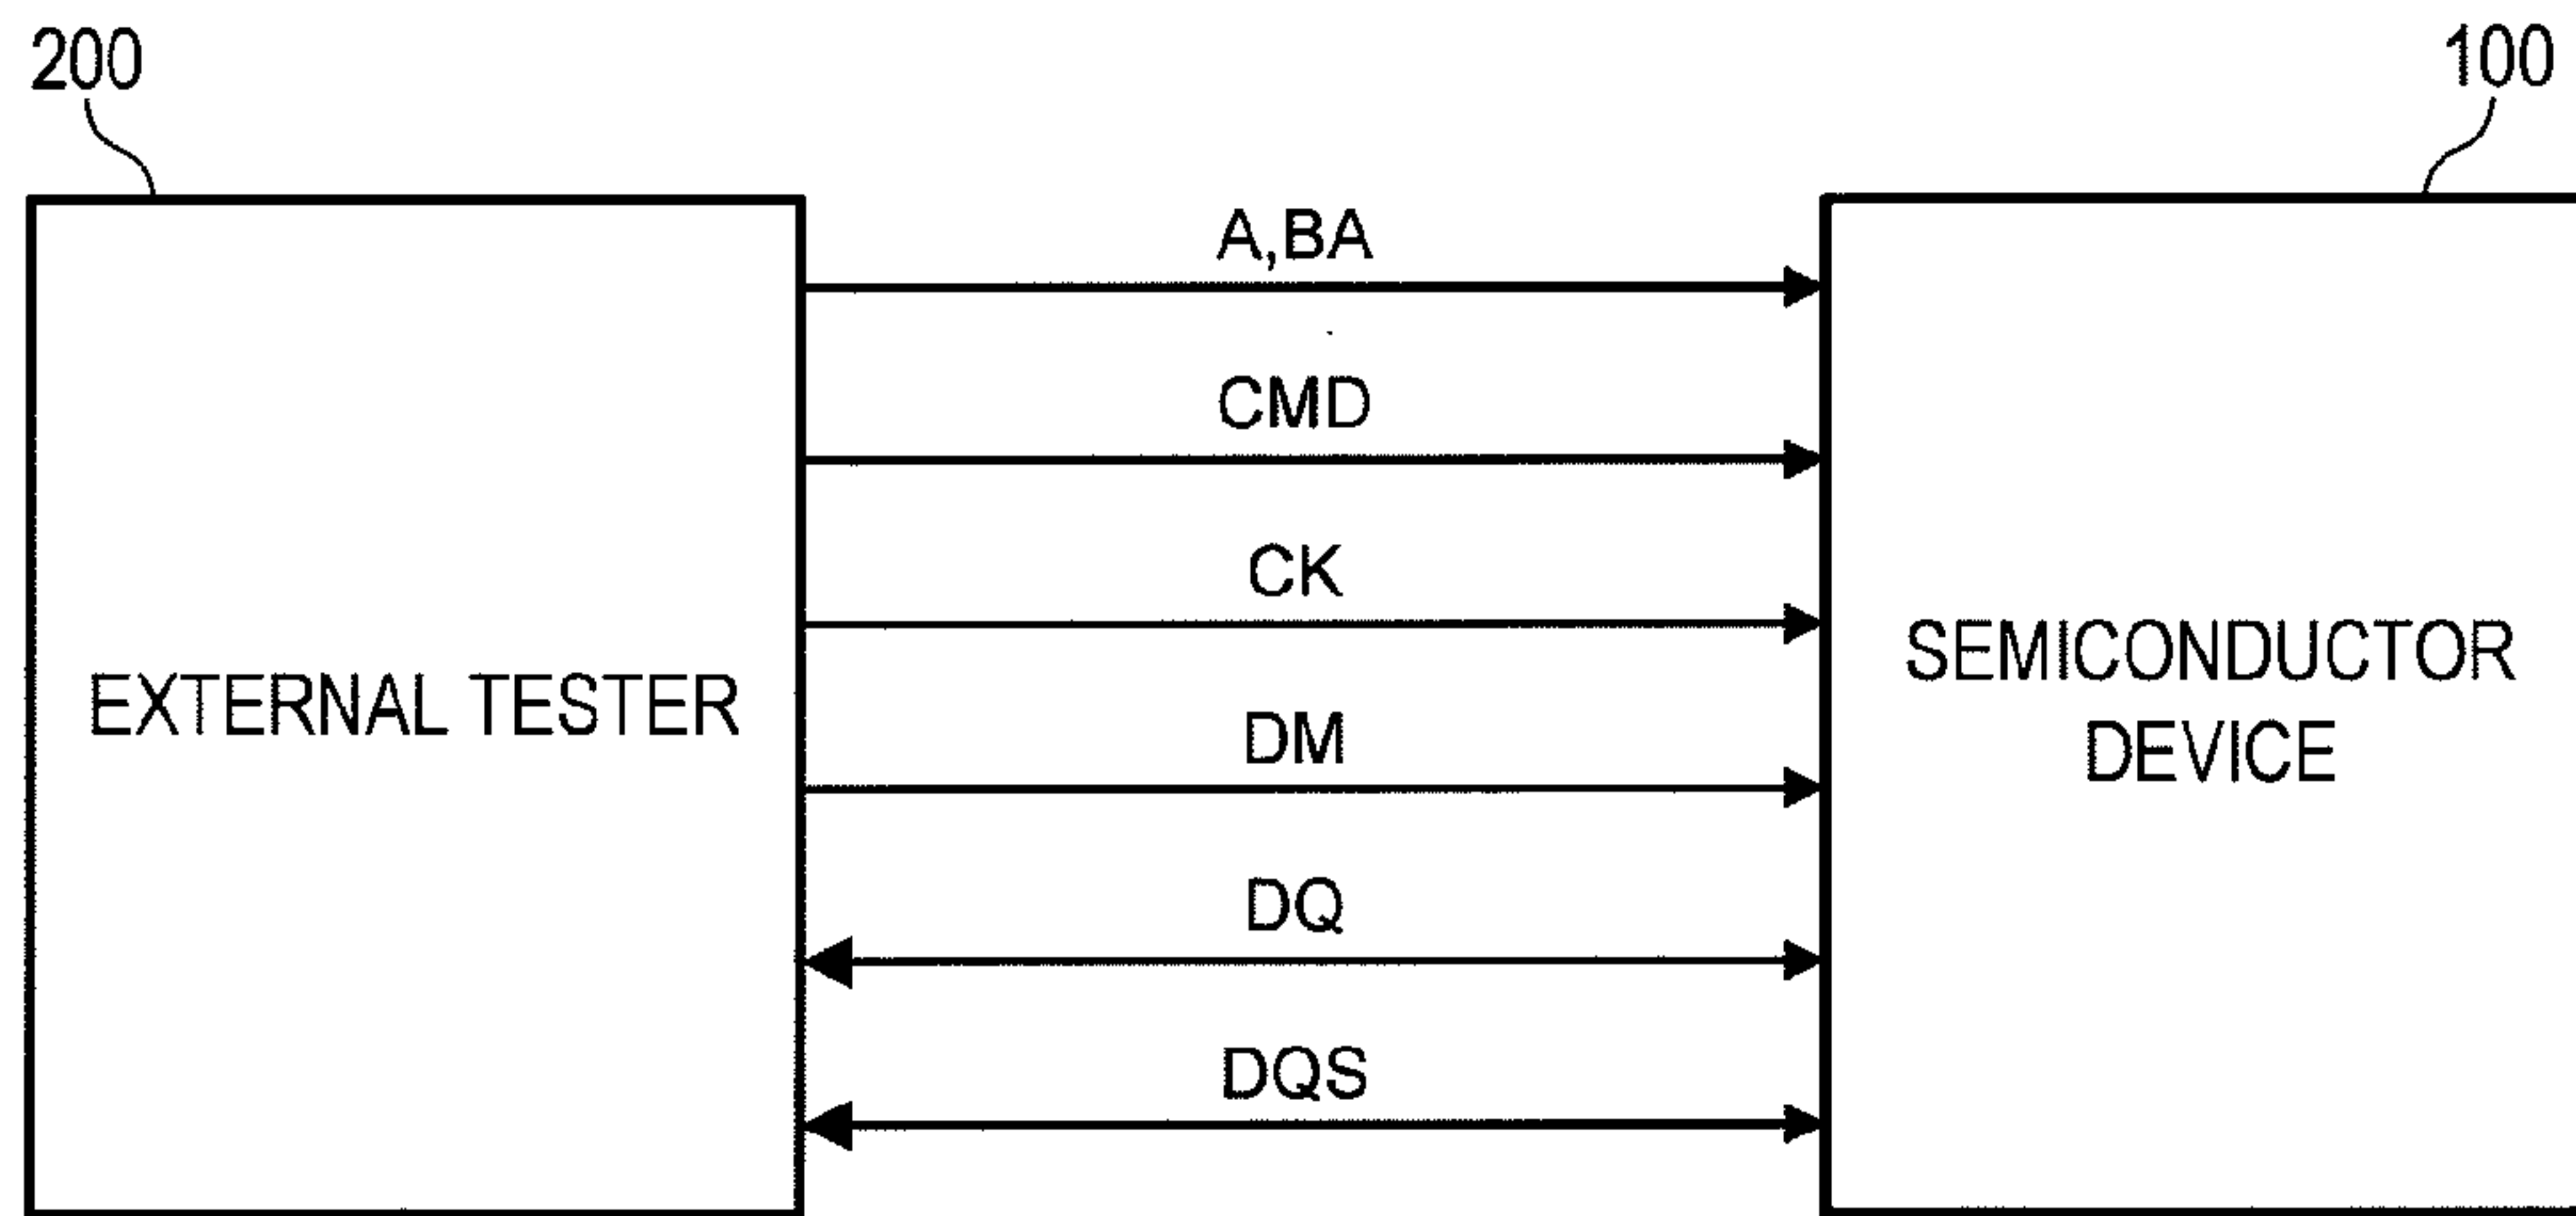 200
100
A,BA
CMD
CK
DM
DQ
DQS
EXTERNAL TESTER
SEMICONDUCTOR
DEVICE